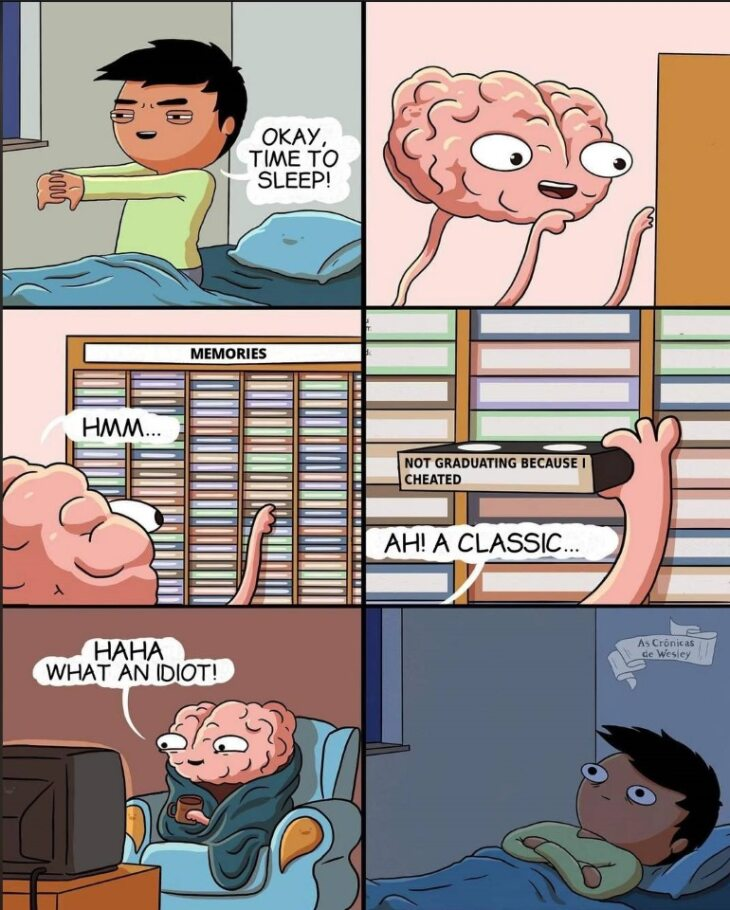 OKAY,
TIME TO
SLEEP!
MEMORIES
HMM...
NOT GRADUATING BECAUSE I
CHEATED
AH! A CLASSIC...
HAHA
WHAT AN IDIOT!
As Crônicas
de Wesley